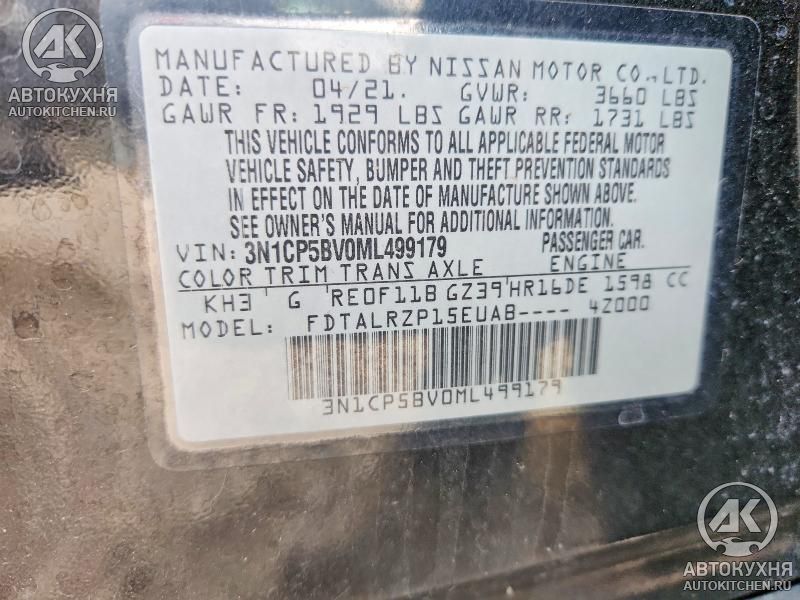 AK
АВТОКУХНЯ
AUTOKITCHEN.RU
MANUFACTURED BY NISSAN MOTOR CO., LTD.
DATE: 04/21. GVWR: 3660 LBS
GAWR FR: 1929 LBS GAWR RR: 1731 LBS
THIS VEHICLE CONFORMS TO ALL APPLICABLE FEDERAL MOTOR
VEHICLE SAFETY, BUMPER AND THEFT PREVENTION STANDARDS
IN EFFECT ON THE DATE OF MANUFACTURE SHOWN ABOVE.
SEE OWNER'S MANUAL FOR ADDITIONAL INFORMATION.
VIN: 3N1CP5BV0ML499179 PASSENGER CAR.
COLOR TRIM TRANS AXLE ENGINE
KH3 G 'RE0F11B GZ39'HR16DE 1598 CC
MODEL: FDTALRZP15EUAB---- 4Z000
3N1CP5BV0ML499179
AK
АВТОКУХНЯ
AUTOKITCHEN.RU